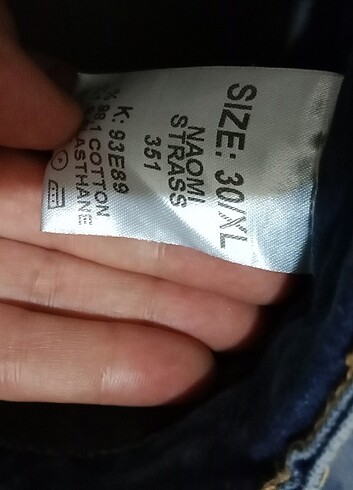 SIZE: 30/XL
NAOMI
STRASS
351
K: 93E89
COTTON